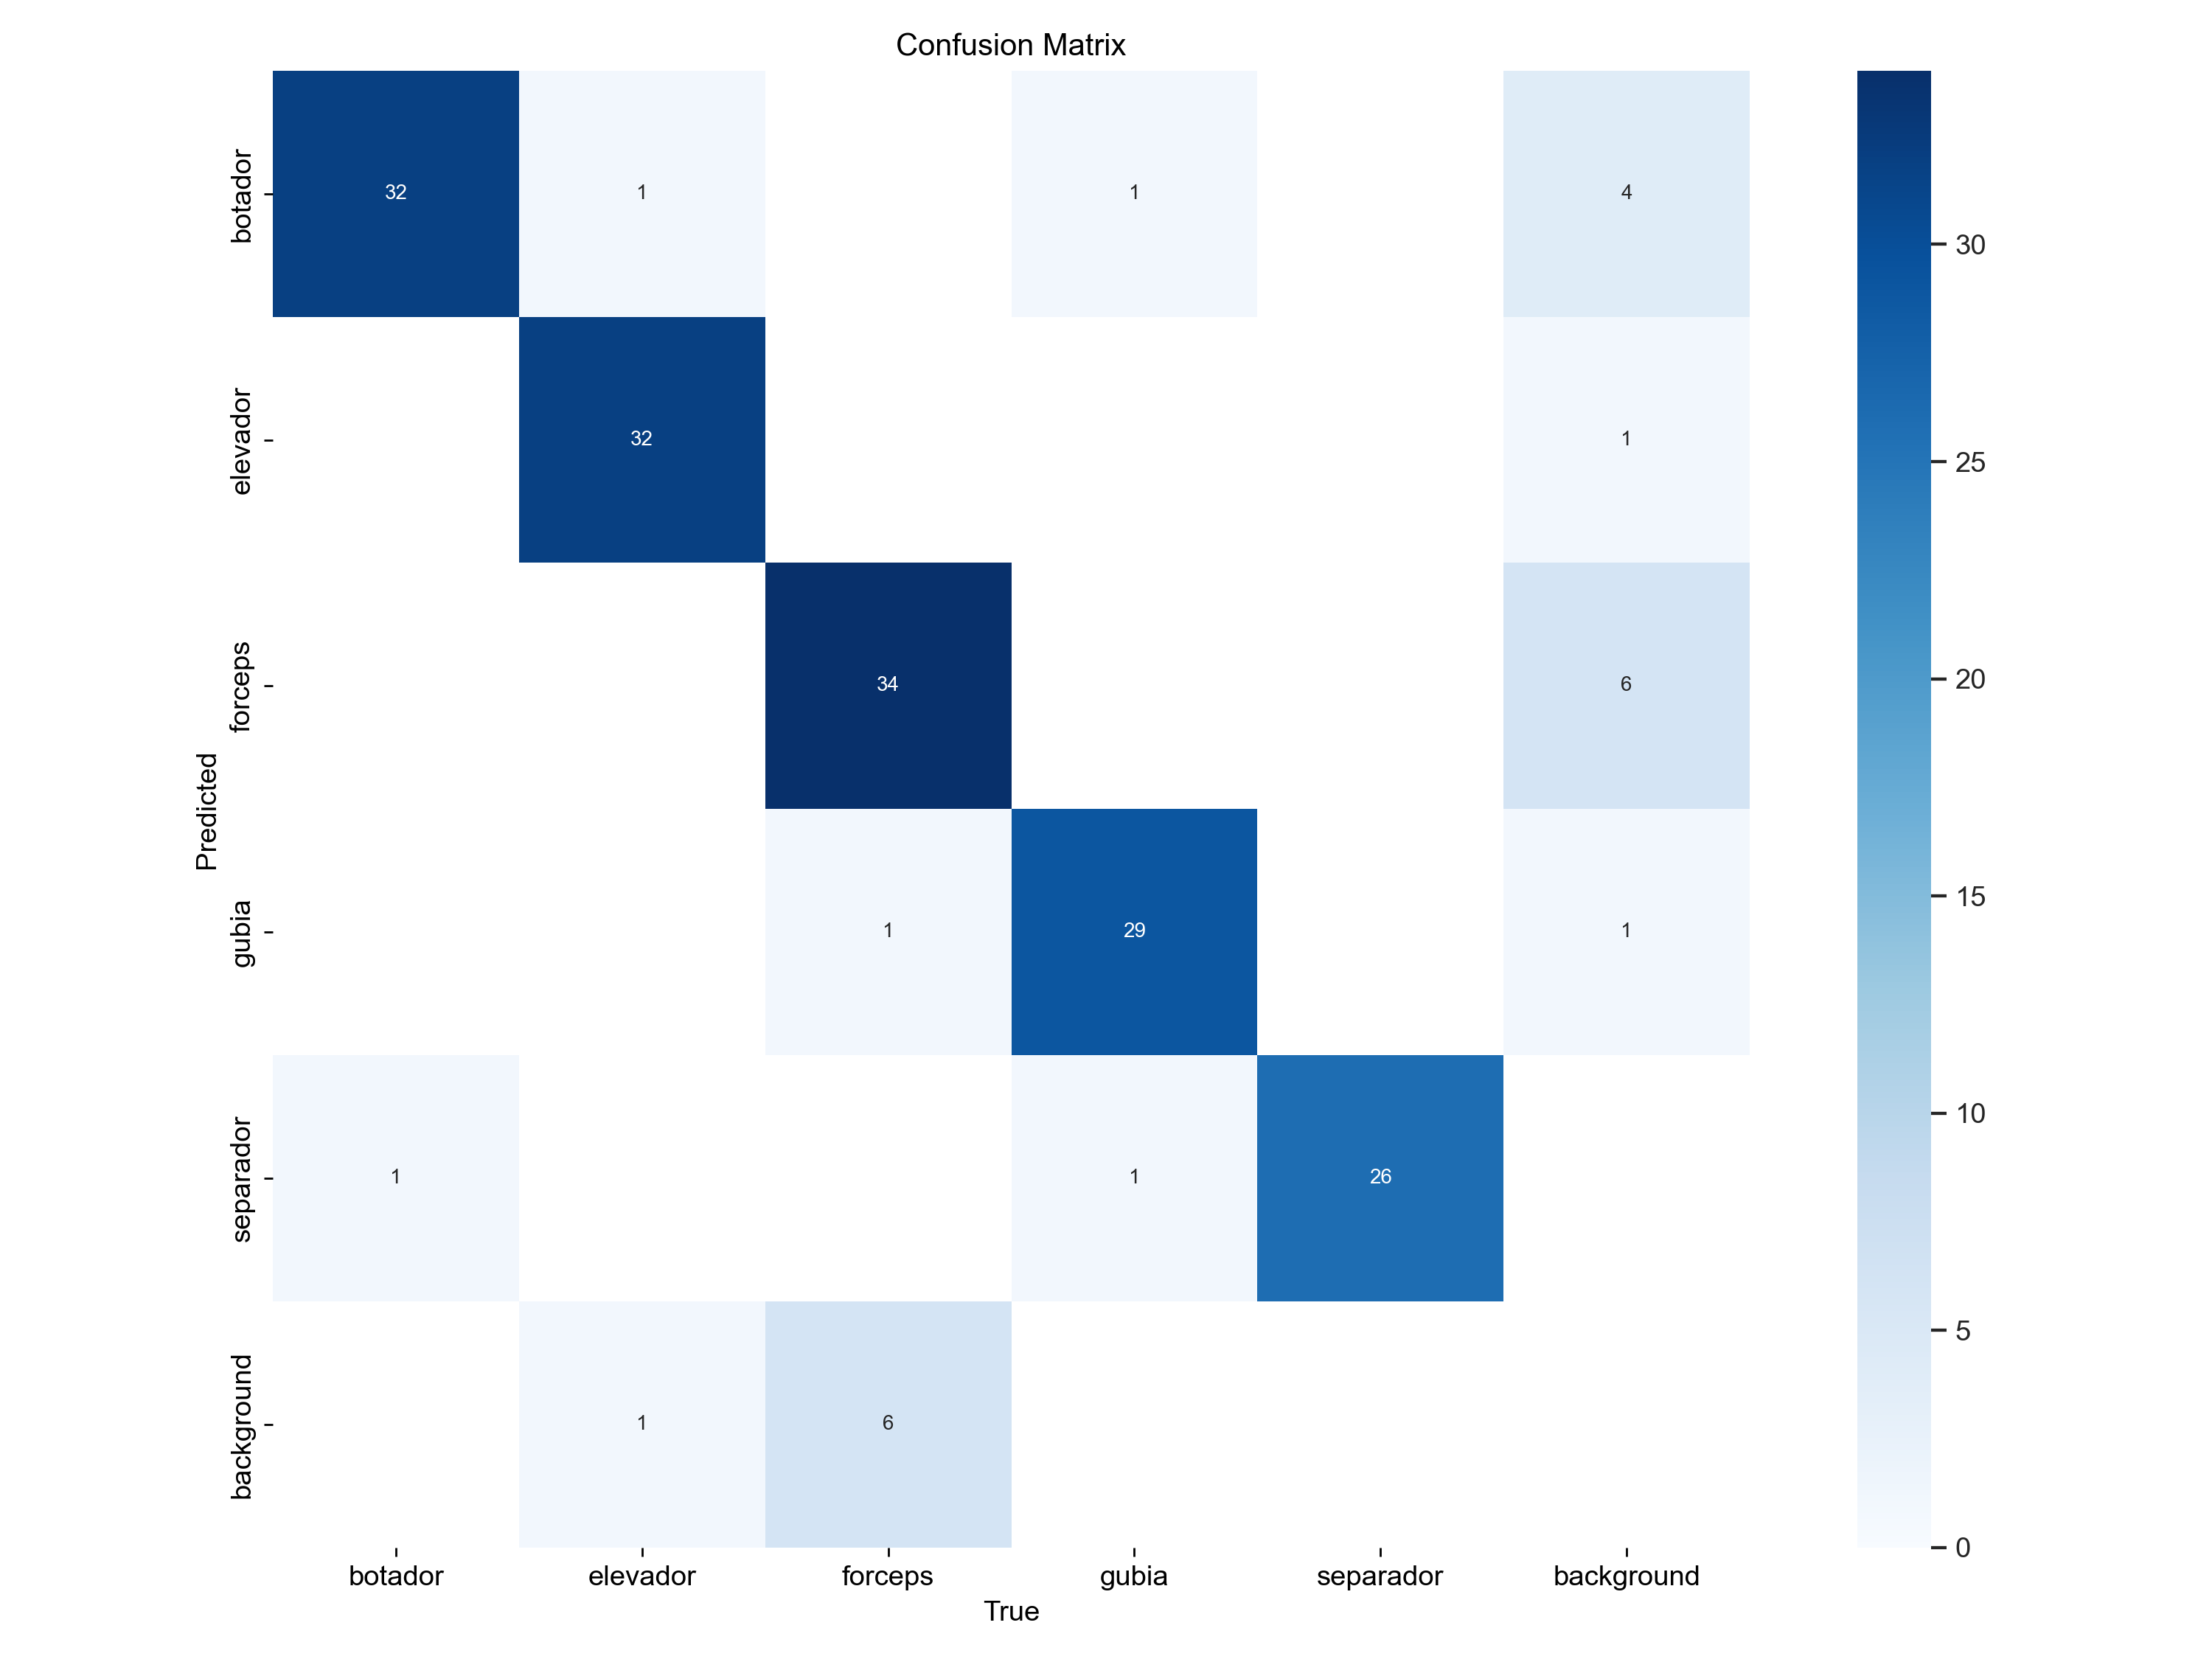 Confusion Matrix
botador 32 1 1 4
elevador 32 1
forceps 34 6
gubia 1 29 1
separador 1 1 26
background 1 6
Predicted
botador elevador forceps gubia separador background
True
30
25
20
15
10
5
0